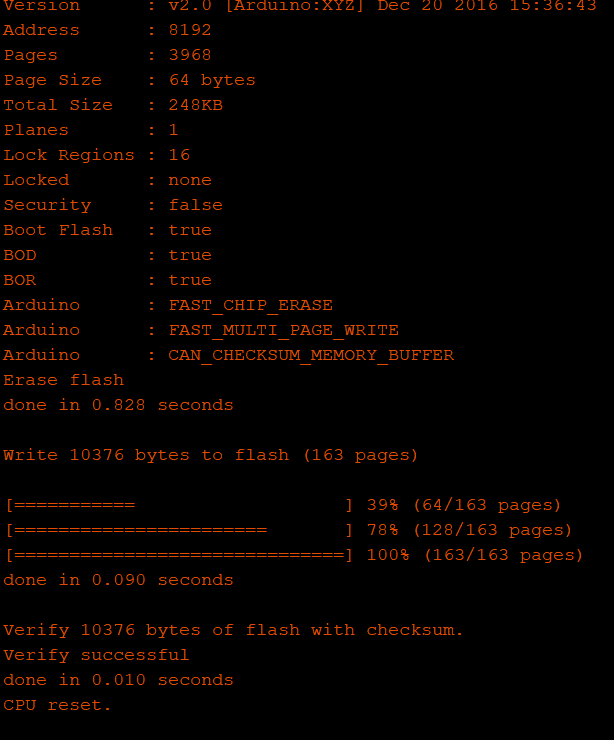 Version       : v2.0 [Arduino:XYZ] Dec 20 2016 15:36:43
Address       : 8192
Pages         : 3968
Page Size     : 64 bytes
Total Size    : 248KB
Planes        : 1
Lock Regions : 16
Locked        : none
Security      : false
Boot Flash    : true
BOD           : true
BOR           : true
Arduino       : FAST_CHIP_ERASE
Arduino       : FAST_MULTI_PAGE_WRITE
Arduino       : CAN_CHECKSUM_MEMORY_BUFFER
Erase flash
done in 0.828 seconds

Write 10376 bytes to flash (163 pages)

[===========                   ] 39% (64/163 pages)
[=======================       ] 78% (128/163 pages)
[==============================] 100% (163/163 pages)
done in 0.090 seconds

Verify 10376 bytes of flash with checksum.
Verify successful
done in 0.010 seconds
CPU reset.